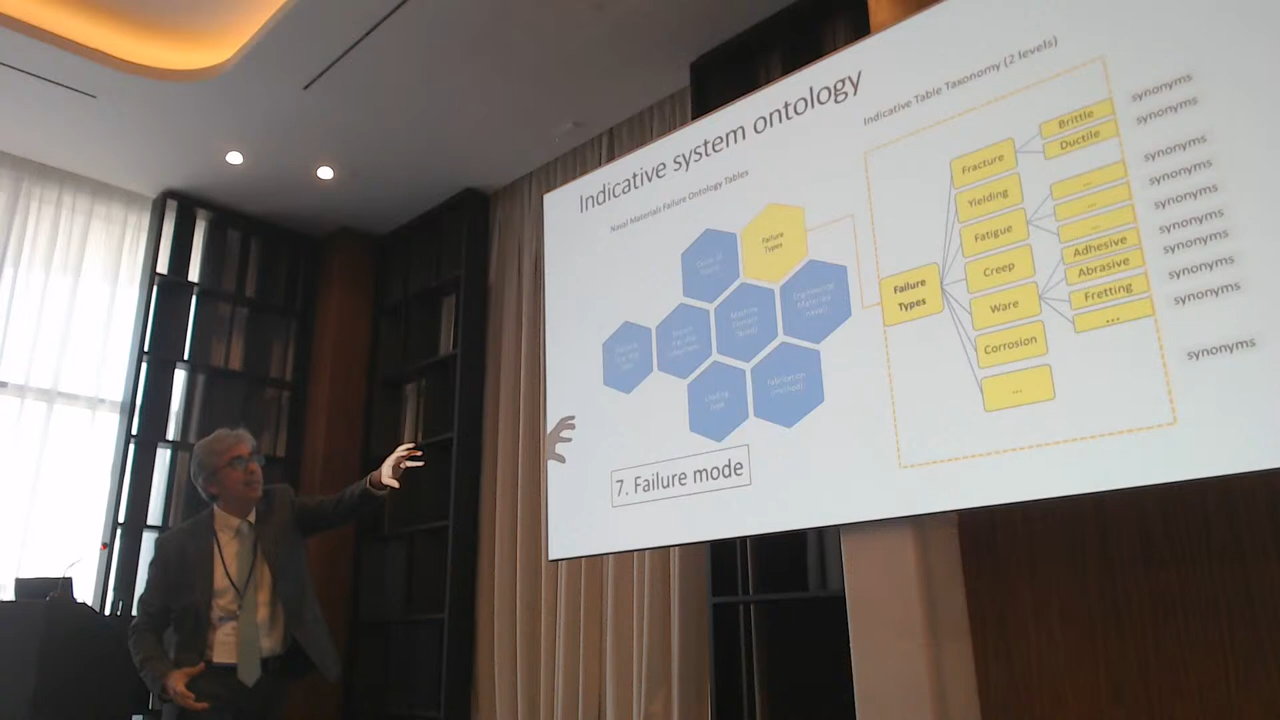 Indicative system ontology
Naval Materials Failure Ontology Tables
Failure
Types
7. Failure mode
Indicative Table Taxonomy (2 levels)
Failure
Types
Fracture
Yielding
Fatigue
Creep
Ware
Corrosion
...
Brittle
Ductile
...
...
...
Adhesive
Abrasive
Fretting
...
synonyms
synonyms
synonyms
synonyms
synonyms
synonyms
synonyms
synonyms
synonyms
synonyms